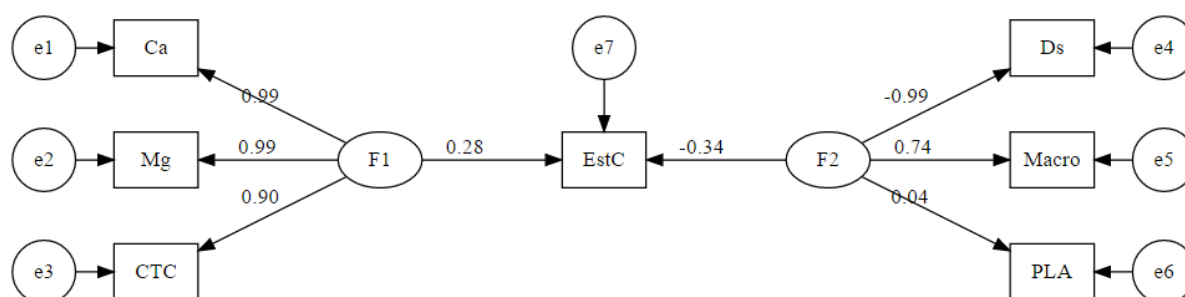 e1
Ca
e7
Ds
e4
0.99
-0.99
e2
Mg
0.99
F1
0.28
EstC
-0.34
F2
0.74
Macro
e5
0.90
0.04
e3
CTC
PLA
e6